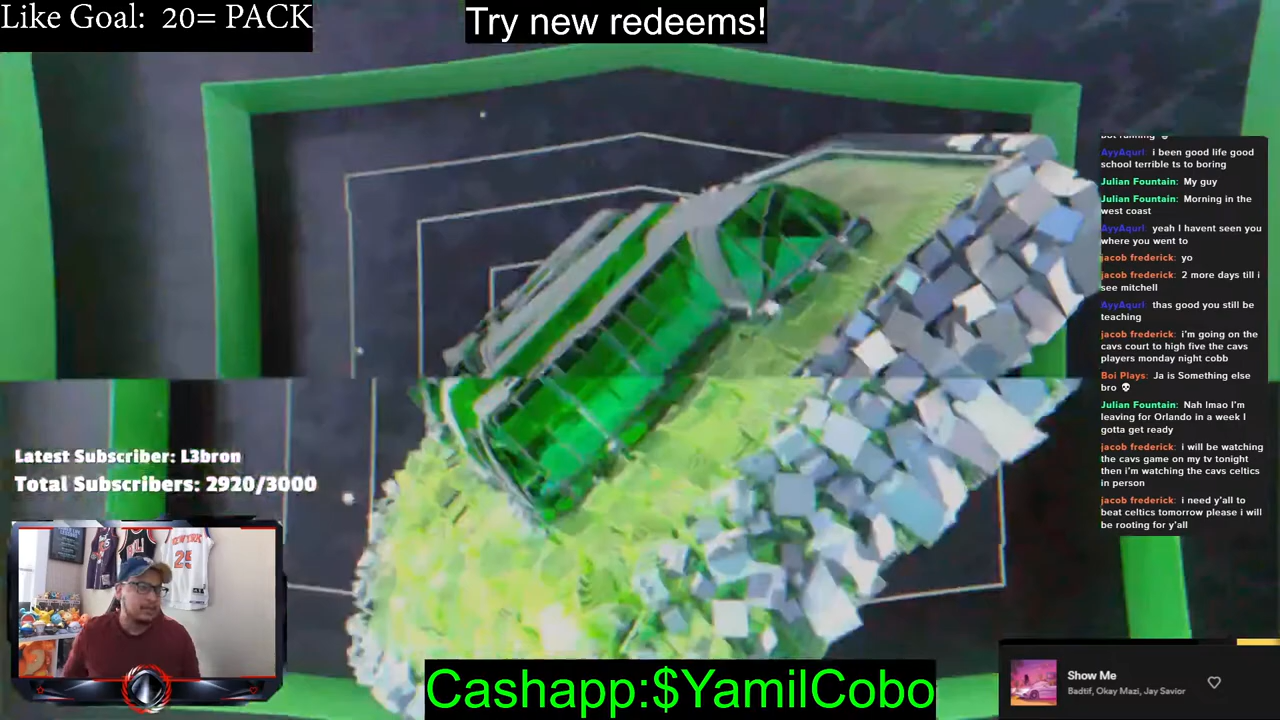 Like Goal: 20= PACK
Try new redeems!
AyyAqurl: i been good life good
school terrible ts to boring
Julian Fountain: My guy
Julian Fountain: Morning in the
west coast
AyyAqurl: yeah I havent seen you
where you went to
jacob frederick: yo
jacob frederick: 2 more days till i
see mitchell
AyyAqurl: thas good you still be
teaching
jacob frederick: i'm going on the
cavs court to high five the cavs
players monday night cobb
Boi Plays: Ja is Something else
bro 💀
Julian Fountain: Nah lmao I'm
leaving for Orlando in a week I
gotta get ready
jacob frederick: i will be watching
the cavs game on my tv tonight
then i'm watching the cavs celtics
in person
jacob frederick: i need y'all to
beat celtics tomorrow please i will
be rooting for y'all
Latest Subscriber: L3bron
Total Subscribers: 2920/3000
NEW YORK
25
Cashapp:$YamilCobo
Show Me
Badtif, Okay Mazi, Jay Savior